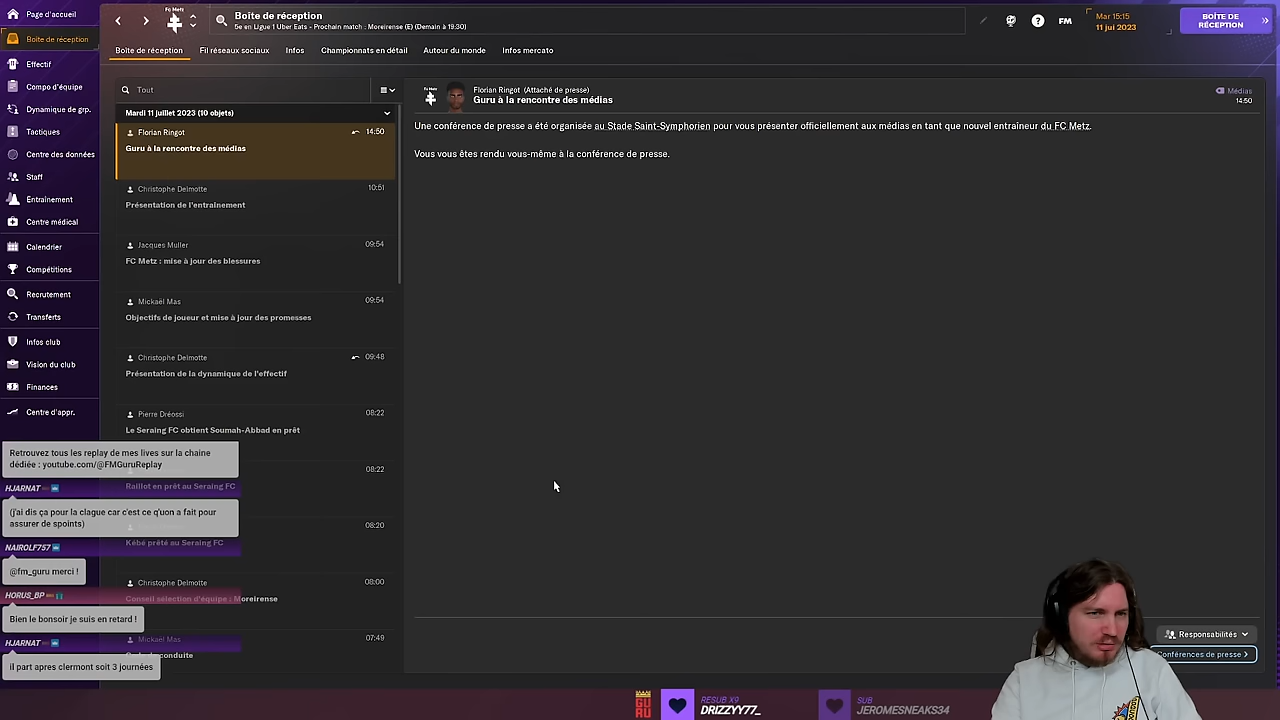 Page d'accueil
Boîte de réception
Effectif
Compo d'équipe
Dynamique de grp.
Tactiques
Centre des données
Staff
Entraînement
Centre médical
Calendrier
Compétitions
Recrutement
Transferts
Infos club
Vision du club
Finances
Centre d'appr.
Fc Metz
Boîte de réception
5e en Ligue 1 Uber Eats - Prochain match : Moreirense (E) (Demain à 19:30)
FM
Mar 15:15
11 jui 2023
BOÎTE DE
RÉCEPTION
Boîte de réception
Fil réseaux sociaux
Infos
Championnats en détail
Autour du monde
Infos mercato
Tout
Mardi 11 juillet 2023 (10 objets)
Florian Ringot 14:50
Guru à la rencontre des médias
Christophe Delmotte 10:51
Présentation de l'entraînement
Jacques Muller 09:54
FC Metz : mise à jour des blessures
Mickaël Mas 09:54
Objectifs de joueur et mise à jour des promesses
Christophe Delmotte 09:48
Présentation de la dynamique de l'effectif
Pierre Dréossi 08:22
Le Seraing FC obtient Soumah-Abbad en prêt
08:22
Raillot en prêt au Seraing FC
08:20
Kébé prêté au Seraing FC
Christophe Delmotte 08:00
Conseil sélection d'équipe : Moreirense
Mickaël Mas 07:49
conduite
Fc Metz
Florian Ringot (Attaché de presse)
Guru à la rencontre des médias
Médias
14:50
Une conférence de presse a été organisée au Stade Saint-Symphorien pour vous présenter officiellement aux médias en tant que nouvel entraîneur du FC Metz.
Vous vous êtes rendu vous-même à la conférence de presse.
Responsabilités
Conférences de presse
Retrouvez tous les replay de mes lives sur la chaine
dédiée : youtube.com/@FMGuruReplay
HJARNAT
(j'ai dis ça pour la clague car c'est ce q'uon a fait pour
assurer de spoints)
NAIROLF757
@fm_guru merci !
HORUS_BP
Bien le bonsoir je suis en retard !
HJARNAT
il part apres clermont soit 3 journées
GURU
RESUB X9
DRIZZYY77_
SUB
JEROMESNEAKS34